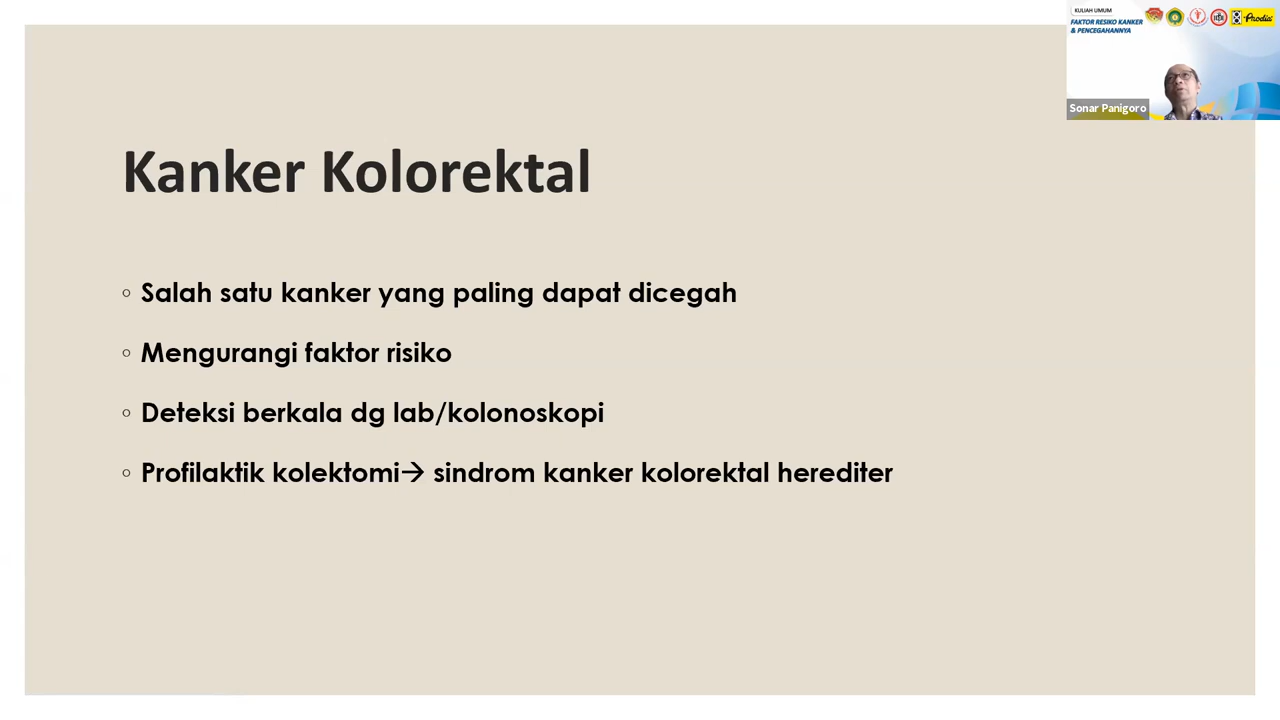 KULIAH UMUM
FAKTOR RESIKO KANKER
& PENCEGAHANNYA
Prodia
Sonar Panigoro
Kanker Kolorektal
Salah satu kanker yang paling dapat dicegah
Mengurangi faktor risiko
Deteksi berkala dg lab/kolonoskopi
Profilaktik kolektomi→ sindrom kanker kolorektal herediter